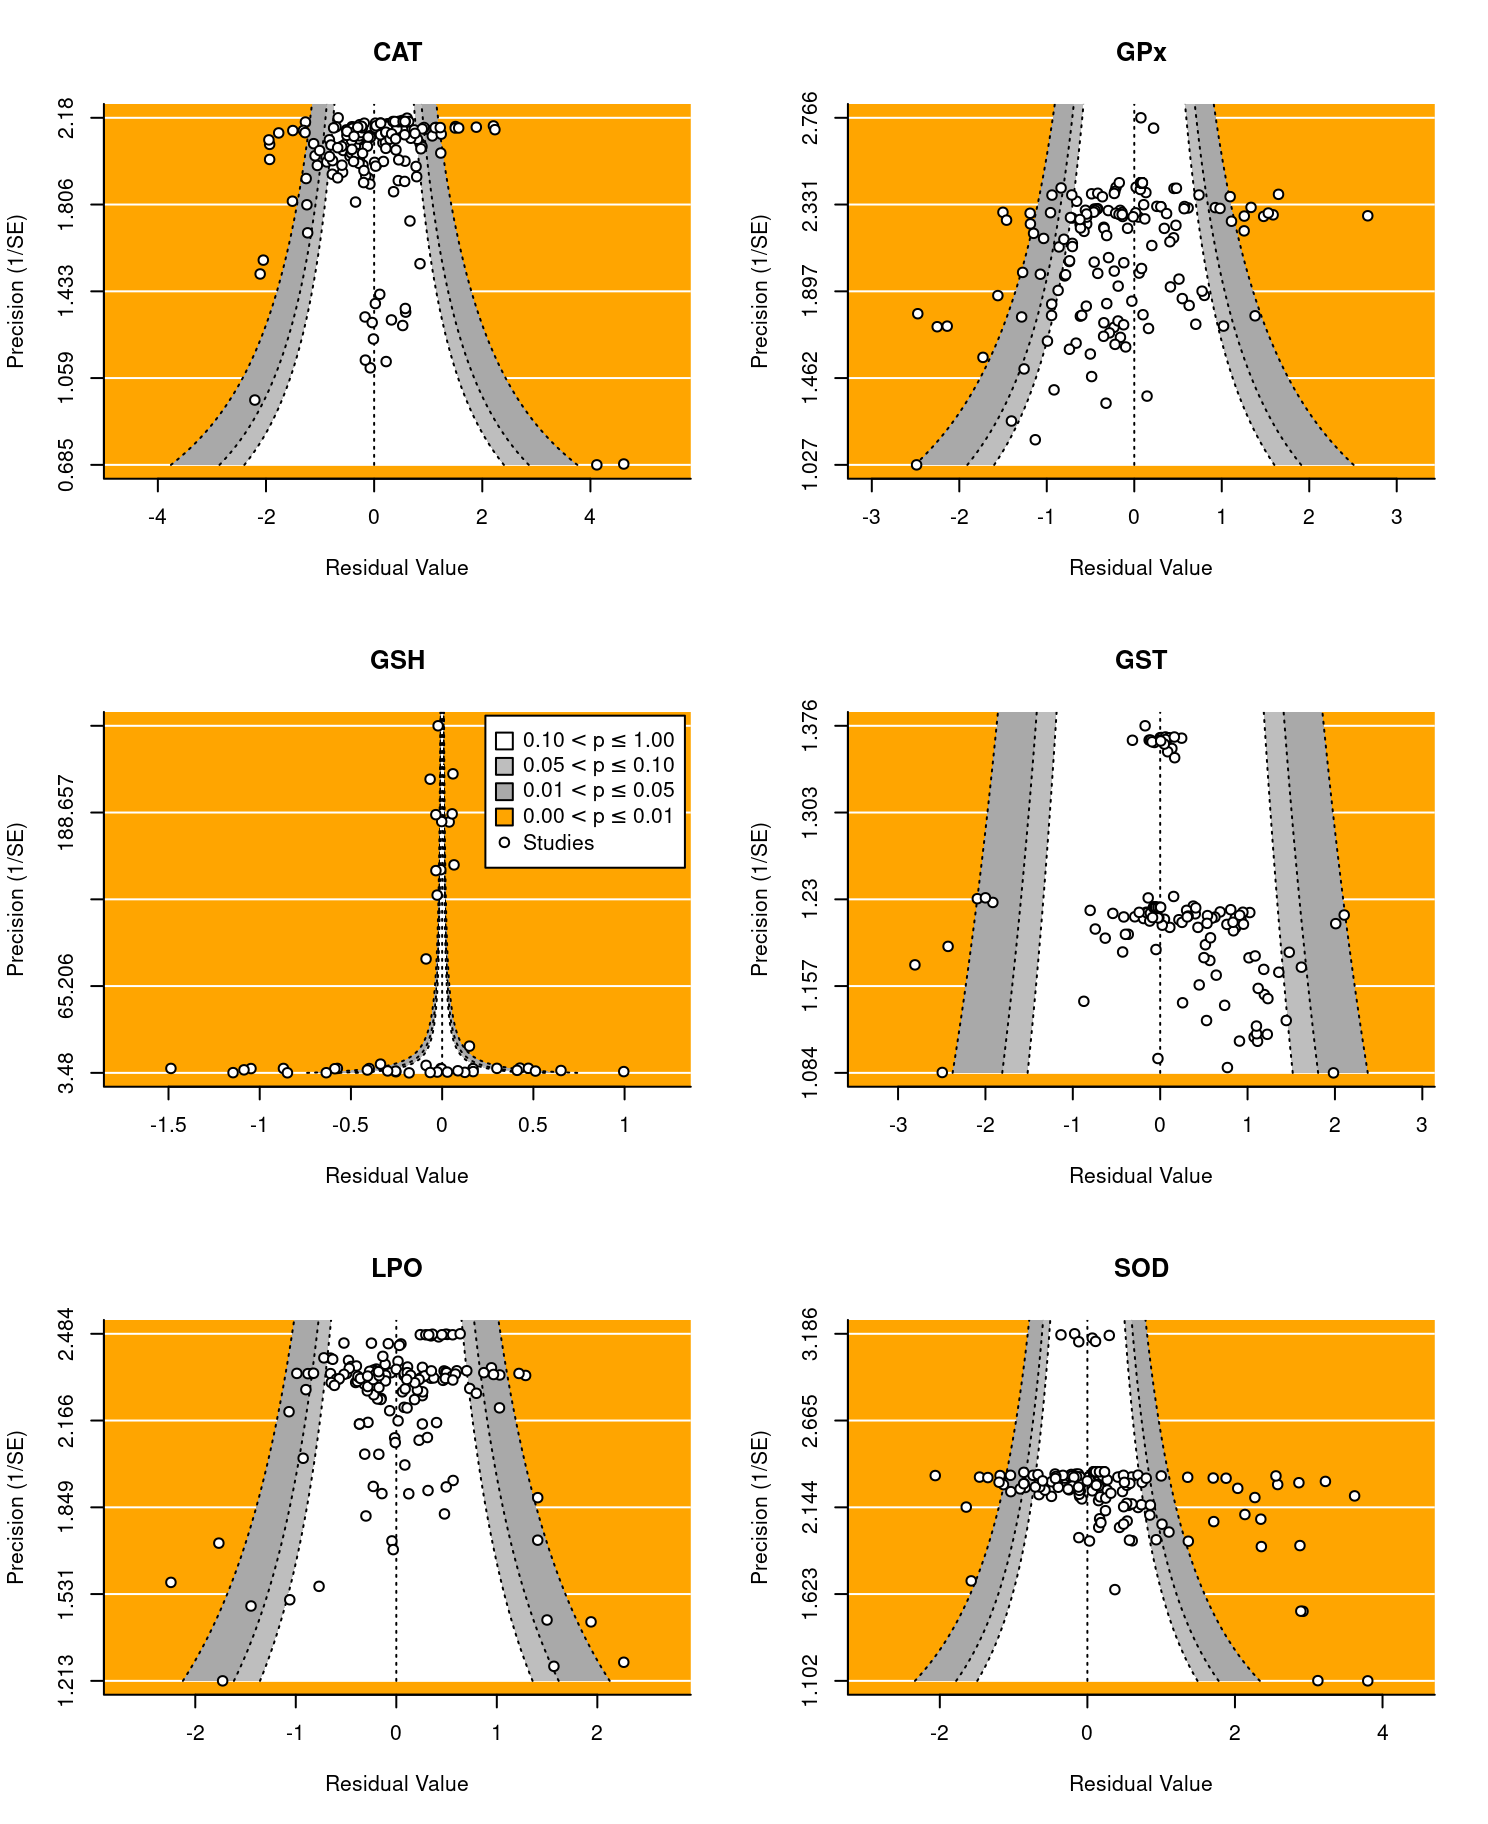 CAT
Precision (1/SE)
2.18
1.806
1.433
1.059
0.685
-4 -2 0 2 4
Residual Value
GPx
Precision (1/SE)
2.766
2.331
1.897
1.462
1.027
-3 -2 -1 0 1 2 3
Residual Value
GSH
Precision (1/SE)
188.657
65.206
3.48
0.10 < p ≤ 1.00
0.05 < p ≤ 0.10
0.01 < p ≤ 0.05
0.00 < p ≤ 0.01
Studies
-1.5 -1 -0.5 0 0.5 1
Residual Value
GST
Precision (1/SE)
1.376
1.303
1.23
1.157
1.084
-3 -2 -1 0 1 2 3
Residual Value
LPO
Precision (1/SE)
2.484
2.166
1.849
1.531
1.213
-2 -1 0 1 2
Residual Value
SOD
Precision (1/SE)
3.186
2.665
2.144
1.623
1.102
-2 0 2 4
Residual Value